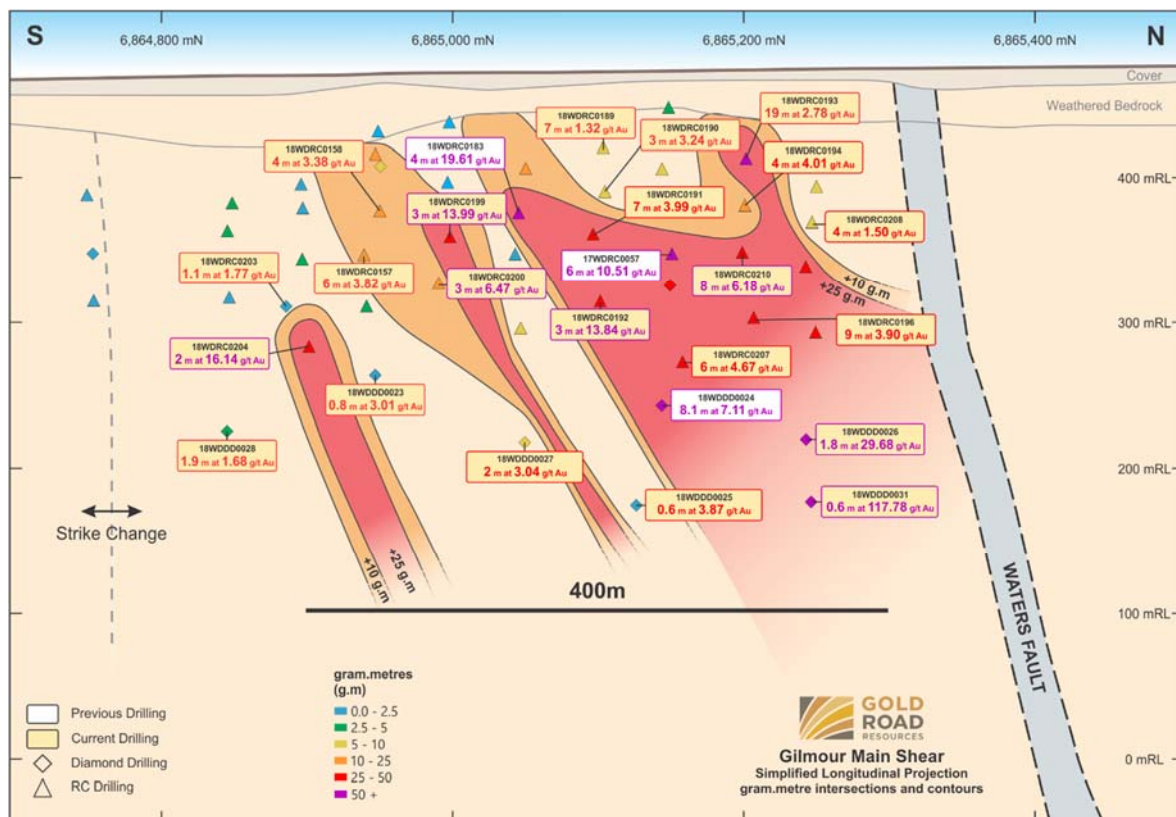 S
6,864,800 mN
6,865,000 mN
6,865,200 mN
6,865,400 mN
N
Cover
Weathered Bedrock
400 mRL
300 mRL
200 mRL
100 mRL
0 mRL
18WDRC0193
19 m at 2.78 g/t Au
18WDRC0189
7 m at 1.32 g/t Au
18WDRC0190
3 m at 3.24 g/t Au
18WDRC0158
4 m at 3.38 g/t Au
18WDRC0183
4 m at 19.61 g/t Au
18WDRC0194
4 m at 4.01 g/t Au
18WDRC0199
3 m at 13.99 g/t Au
18WDRC0191
7 m at 3.99 g/t Au
18WDRC0208
4 m at 1.50 g/t Au
18WDRC0203
1.1 m at 1.77 g/t Au
18WDRC0157
6 m at 3.82 g/t Au
18WDRC0200
3 m at 6.47 g/t Au
17WDRC0057
6 m at 10.51 g/t Au
18WDRC0210
8 m at 6.18 g/t Au
+10 g.m
+25 g.m
18WDRC0192
3 m at 13.84 g/t Au
18WDRC0196
9 m at 3.90 g/t Au
18WDRC0204
2 m at 16.14 g/t Au
18WDRC0207
6 m at 4.67 g/t Au
18WDDD0023
0.8 m at 3.01 g/t Au
18WDDD0024
8.1 m at 7.11 g/t Au
18WDDD0028
1.9 m at 1.68 g/t Au
18WDDD0027
2 m at 3.04 g/t Au
18WDDD0026
1.8 m at 29.68 g/t Au
18WDDD0025
0.6 m at 3.87 g/t Au
18WDDD0031
0.6 m at 117.78 g/t Au
Strike Change
+10 g.m
+25 g.m
400m
WATERS FAULT
Previous Drilling
Current Drilling
Diamond Drilling
RC Drilling
gram.metres
(g.m)
0.0 - 2.5
2.5 - 5
5 - 10
10 - 25
25 - 50
50 +
GOLD
ROAD
RESOURCES
Gilmour Main Shear
Simplified Longitudinal Projection
gram.metre intersections and contours